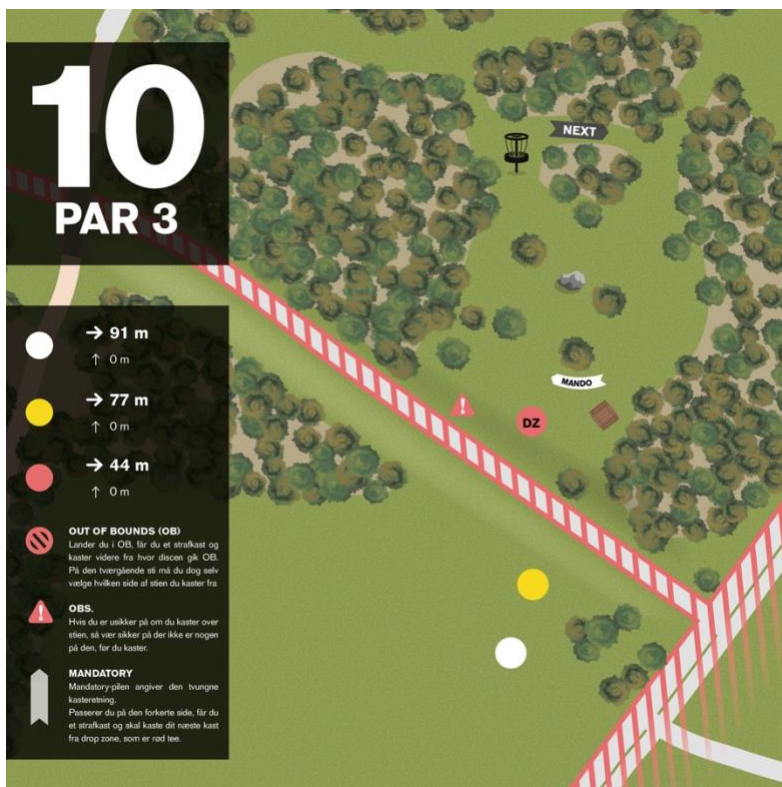 10
PAR 3
NEXT
→ 91 m
↑ 0 m
→ 77 m
↑ 0 m
→ 44 m
↑ 0 m
MANDO
DZ
OUT OF BOUNDS (OB)
Lander du i OB, får du et strafkast og
kaster videre fra hvor discen gik OB.
På den tværgående sti må du dog selv
vælge hvilken side af stien du kaster fra
OBS.
Hvis du er usikker på om du kaster over
stien, så vær sikker på der ikke er nogen
på den, før du kaster.
MANDATORY
Mandatory-pilen angiver den tvungne
kasteretning.
Passerer du på den forkerte side, får du
et strafkast og skal kaste dit næste kast
fra drop zone, som er rød tee.